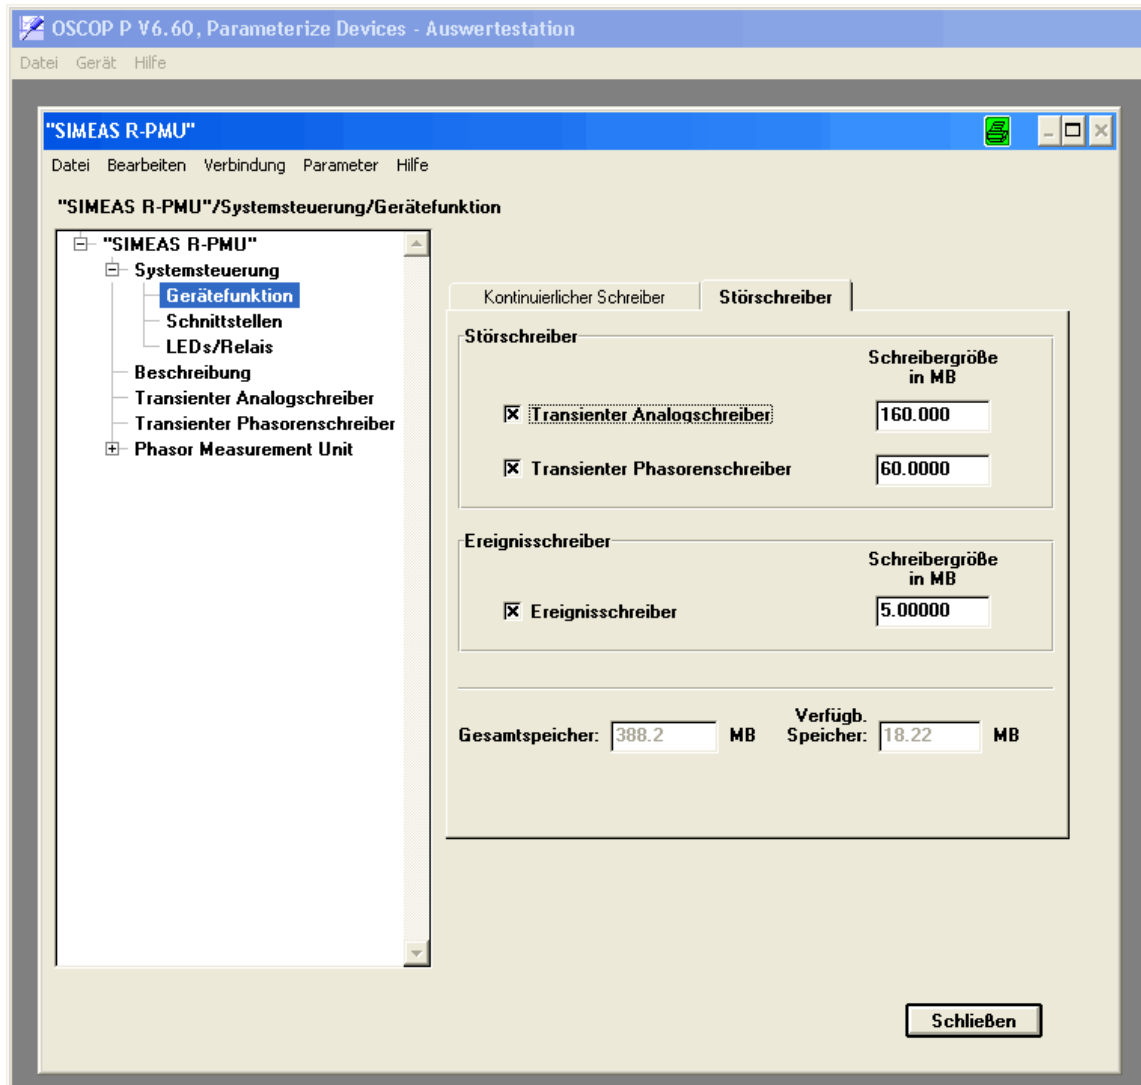 OSCOP P V6.60, Parameterize Devices - Auswertestation
Datei Gerät Hilfe
"SIMEAS R-PMU"
Datei Bearbeiten Verbindung Parameter Hilfe
"SIMEAS R-PMU"/Systemsteuerung/Gerätefunktion
"SIMEAS R-PMU"
Systemsteuerung
Gerätefunktion
Schnittstellen
LEDs/Relais
Beschreibung
Transienter Analogschreiber
Transienter Phasorenschreiber
Phasor Measurement Unit
Kontinuierlicher Schreiber
Störschreiber
Störschreiber
Schreibergröße
in MB
Transienter Analogschreiber 160.000
Transienter Phasorenschreiber 60.0000
Ereignisschreiber
Schreibergröße
in MB
Ereignisschreiber 5.00000
Gesamtspeicher: 388.2 MB
Verfügb.
Speicher: 18.22 MB
Schließen